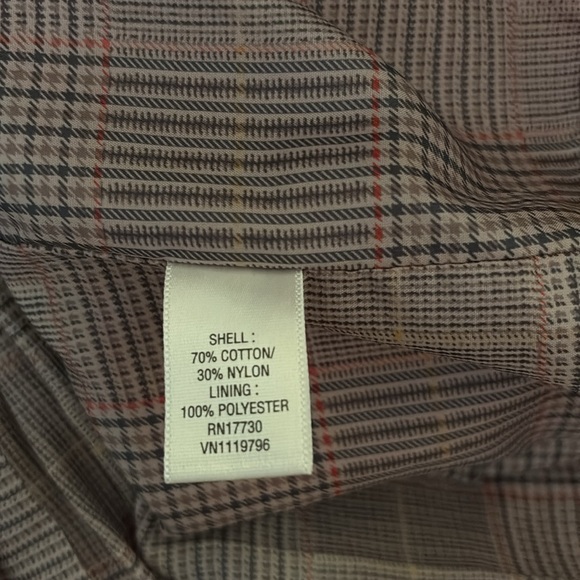 SHELL :
70% COTTON/
30% NYLON
LINING :
100% POLYESTER
RN17730
VN1119796